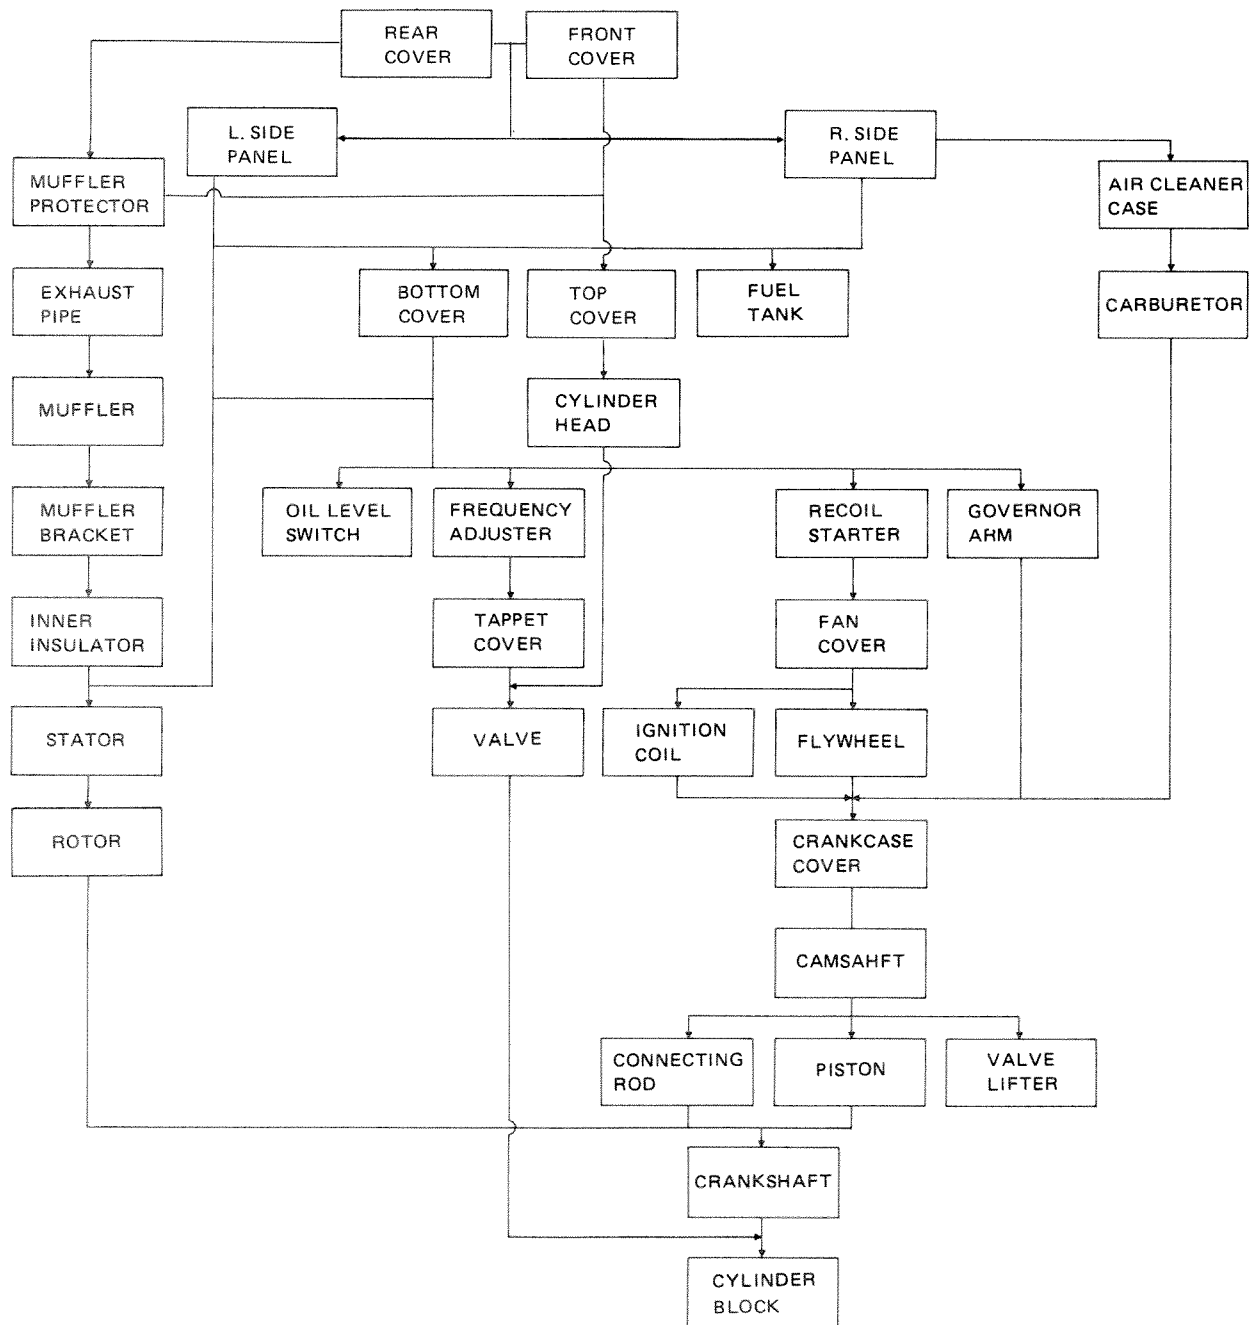 REAR
COVER
FRONT
COVER
L. SIDE
PANEL
R. SIDE
PANEL
MUFFLER
PROTECTOR
AIR CLEANER
CASE
EXHAUST
PIPE
BOTTOM
COVER
TOP
COVER
FUEL
TANK
CARBURETOR
MUFFLER
CYLINDER
HEAD
MUFFLER
BRACKET
OIL LEVEL
SWITCH
FREQUENCY
ADJUSTER
RECOIL
STARTER
GOVERNOR
ARM
INNER
INSULATOR
TAPPET
COVER
FAN
COVER
STATOR
VALVE
IGNITION
COIL
FLYWHEEL
ROTOR
CRANKCASE
COVER
CAMSAHFT
CONNECTING
ROD
PISTON
VALVE
LIFTER
CRANKSHAFT
CYLINDER
BLOCK